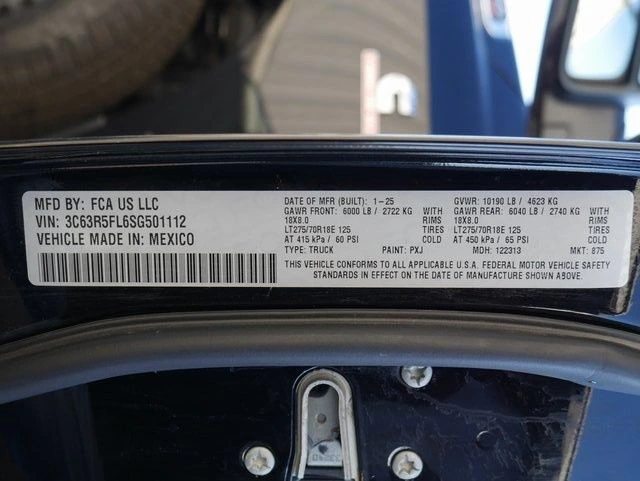 MFD BY: FCA US LLC
VIN: 3C63R5FL6SG501112
VEHICLE MADE IN: MEXICO
DATE OF MFR (BUILT): 1-25
GAWR FRONT: 6000 LB / 2722 KG
18X8.0 RIMS
LT275/70R18E 125 TIRES
AT 415 kPa / 60 PSI COLD
TYPE: TRUCK PAINT: PXJ
GVWR: 10190 LB / 4623 KG
GAWR REAR: 6040 LB / 2740 KG
18X8.0 RIMS
LT275/70R18E 125 TIRES
AT 450 kPa / 65 PSI COLD
MDH: 122313 MKT: 875
THIS VEHICLE CONFORMS TO ALL APPLICABLE U.S.A. FEDERAL MOTOR VEHICLE SAFETY
STANDARDS IN EFFECT ON THE DATE OF MANUFACTURE SHOWN ABOVE.